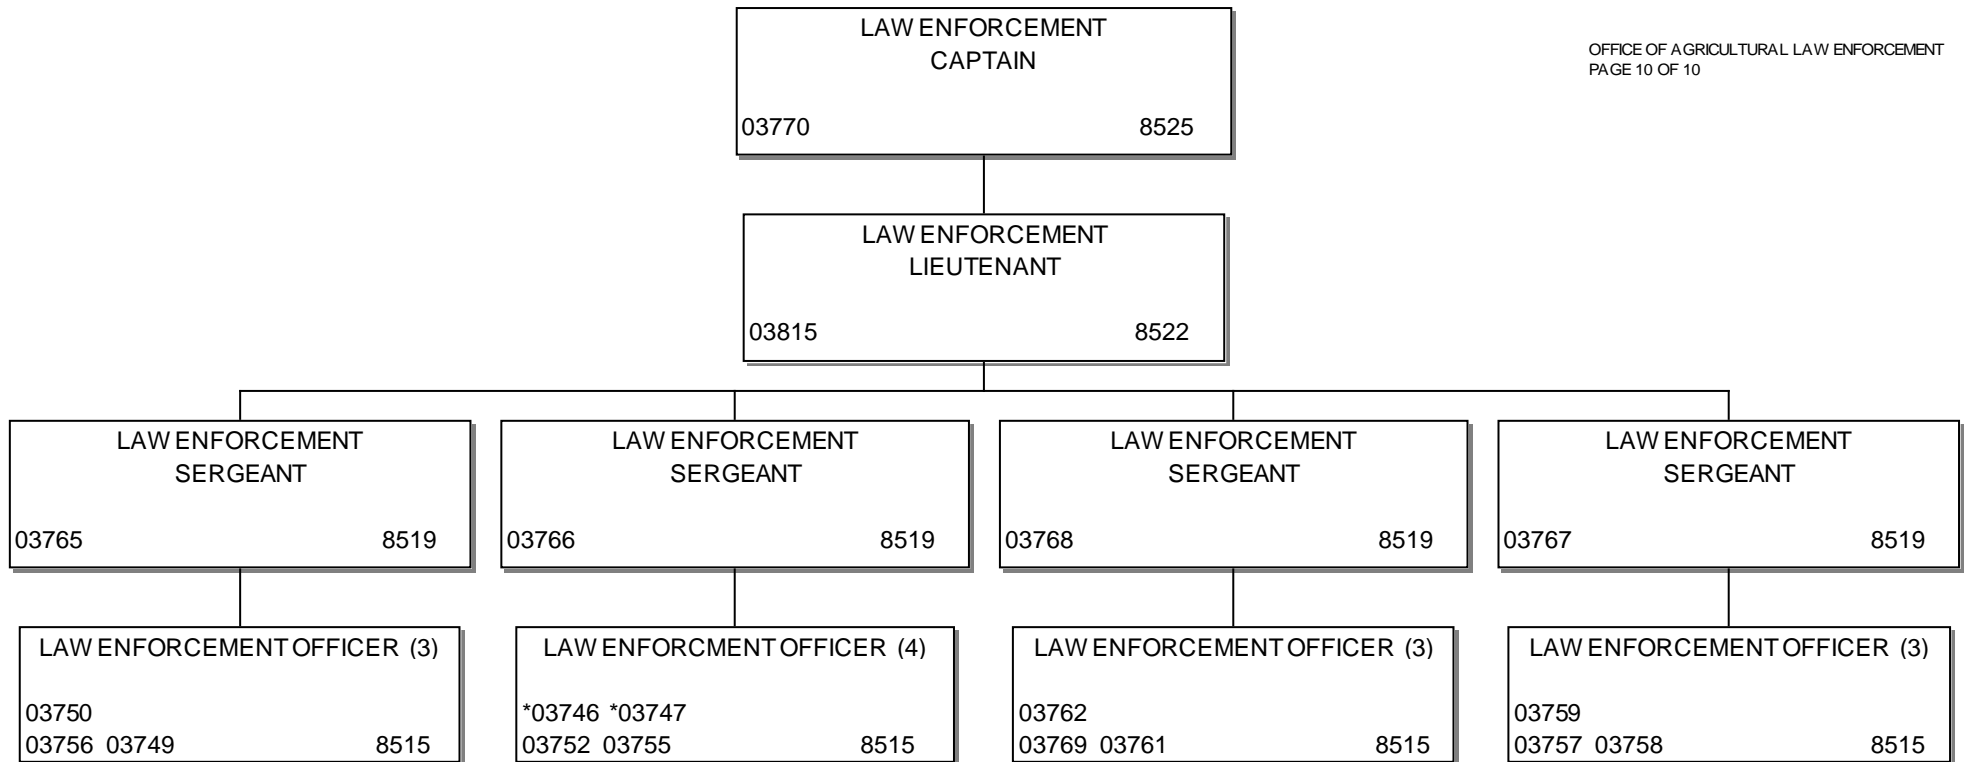 LAW ENFORCEMENT
CAPTAIN
03770 8525
OFFICE OF AGRICULTURAL LAW ENFORCEMENT
PAGE 10 OF 10
LAW ENFORCEMENT
LIEUTENANT
03815 8522
LAW ENFORCEMENT
SERGEANT
03765 8519
LAW ENFORCEMENT
SERGEANT
03766 8519
LAW ENFORCEMENT
SERGEANT
03768 8519
LAW ENFORCEMENT
SERGEANT
03767 8519
LAW ENFORCEMENT OFFICER (3)
03750
03756 03749 8515
LAW ENFORCMENT OFFICER (4)
*03746 *03747
03752 03755 8515
LAW ENFORCEMENT OFFICER (3)
03762
03769 03761 8515
LAW ENFORCEMENT OFFICER (3)
03759
03757 03758 8515